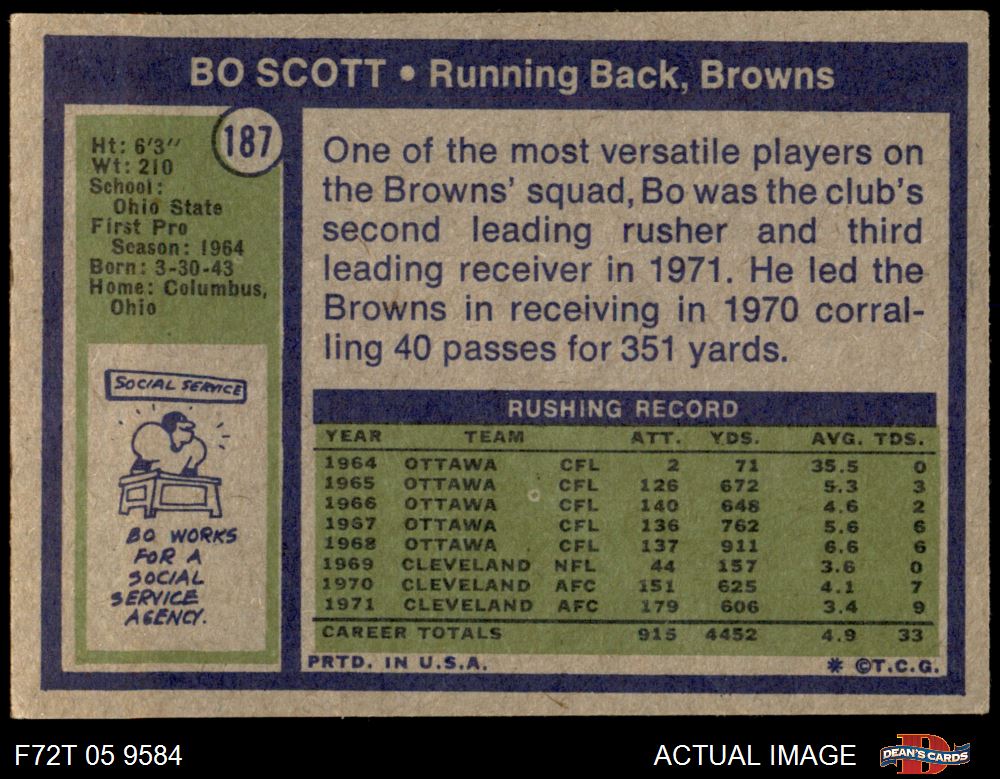 BO SCOTT • Running Back, Browns
187
Ht: 6'3"
Wt: 210
School:
Ohio State
First Pro
Season: 1964
Born: 3-30-43
Home: Columbus,
Ohio
SOCIAL SERVICE
BO WORKS
FOR A
SOCIAL
SERVICE
AGENCY.
One of the most versatile players on
the Browns' squad, Bo was the club's
second leading rusher and third
leading receiver in 1971. He led the
Browns in receiving in 1970 corral-
ling 40 passes for 351 yards.
RUSHING RECORD
YEAR TEAM ATT. YDS. AVG. TDS.
1964 OTTAWA CFL 2 71 35.5 0
1965 OTTAWA CFL 126 672 5.3 3
1966 OTTAWA CFL 140 648 4.6 2
1967 OTTAWA CFL 136 762 5.6 6
1968 OTTAWA CFL 137 911 6.6 6
1969 CLEVELAND NFL 44 157 3.6 0
1970 CLEVELAND AFC 151 625 4.1 7
1971 CLEVELAND AFC 179 606 3.4 9
CAREER TOTALS 915 4452 4.9 33
PRTD. IN U.S.A. * ©T.C.G.
F72T 05 9584 ACTUAL IMAGE DEAN'S CARDS